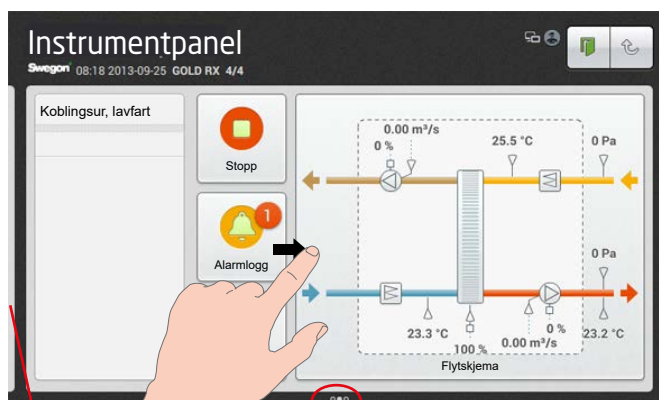 Instrumentpanel
Swegon 08:18 2013-09-25 GOLD RX 4/4
Koblingsur, lavfart
Stopp
1
Alarmlogg
0.00 m³/s
0 %
25.5 °C
0 Pa
0 Pa
23.3 °C
100 %
0.00 m³/s
0 %
23.2 °C
Flytskjema